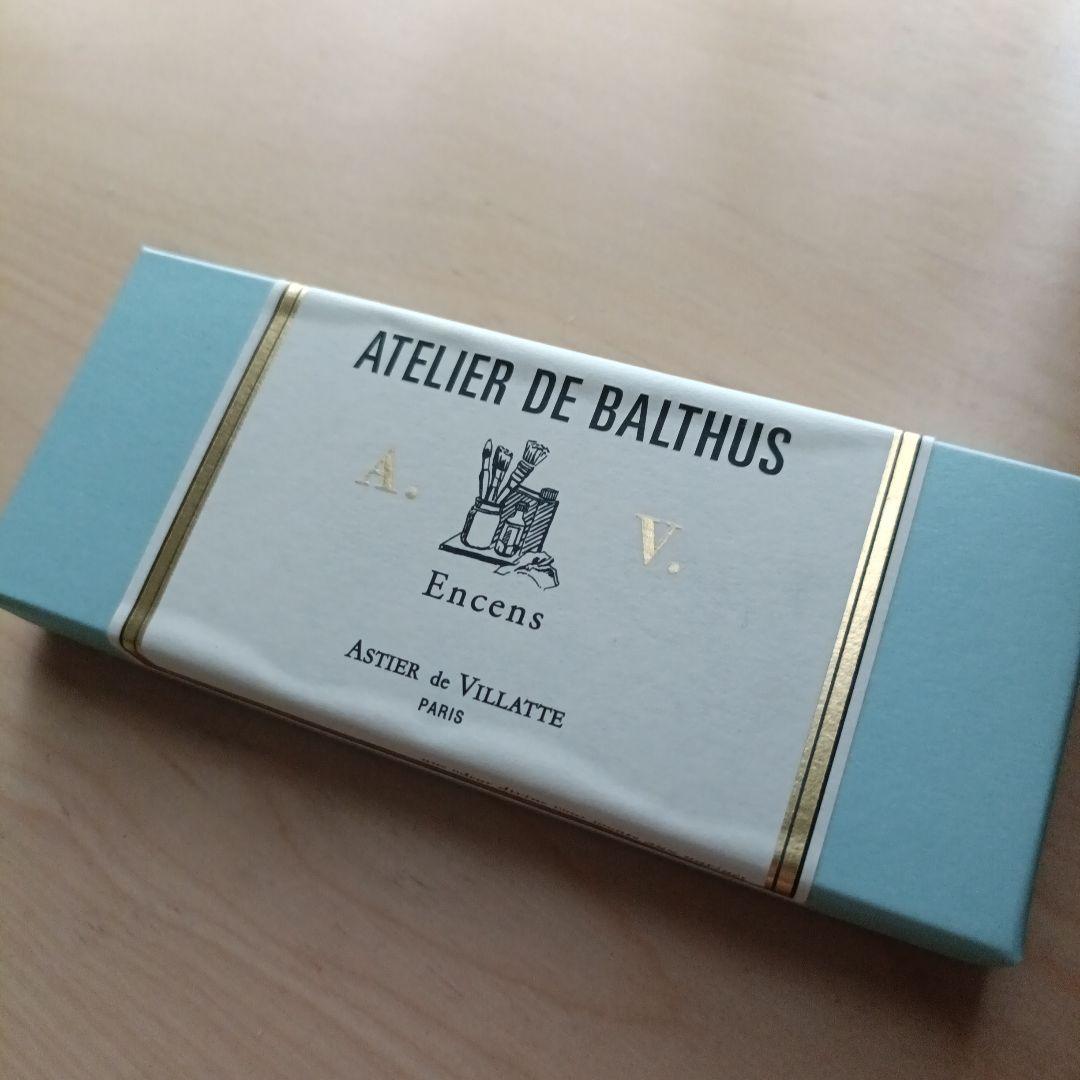 ATELIER DE BALTHUS
A. V.
Encens
ASTIER de VILLATTE
PARIS